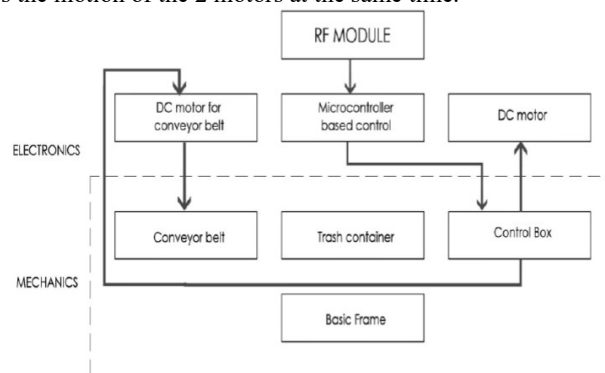 s the motion of the 2 motors at the same time.
RF MODULE
DC motor for
conveyor belt
Microcontroller
based control
DC motor
ELECTRONICS
Conveyor belt
Trash container
Control Box
MECHANICS
Basic Frame